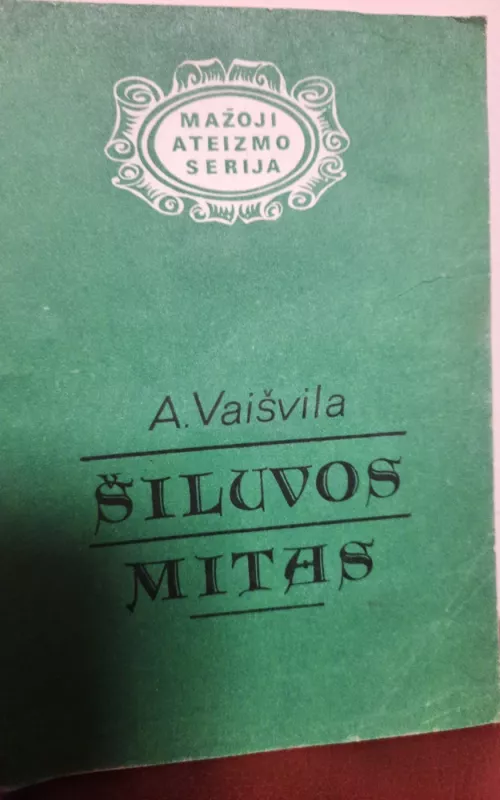 MAŽOJI
ATEIZMO
SERIJA
A. Vaišvila
ŠILUVOS
MITAS